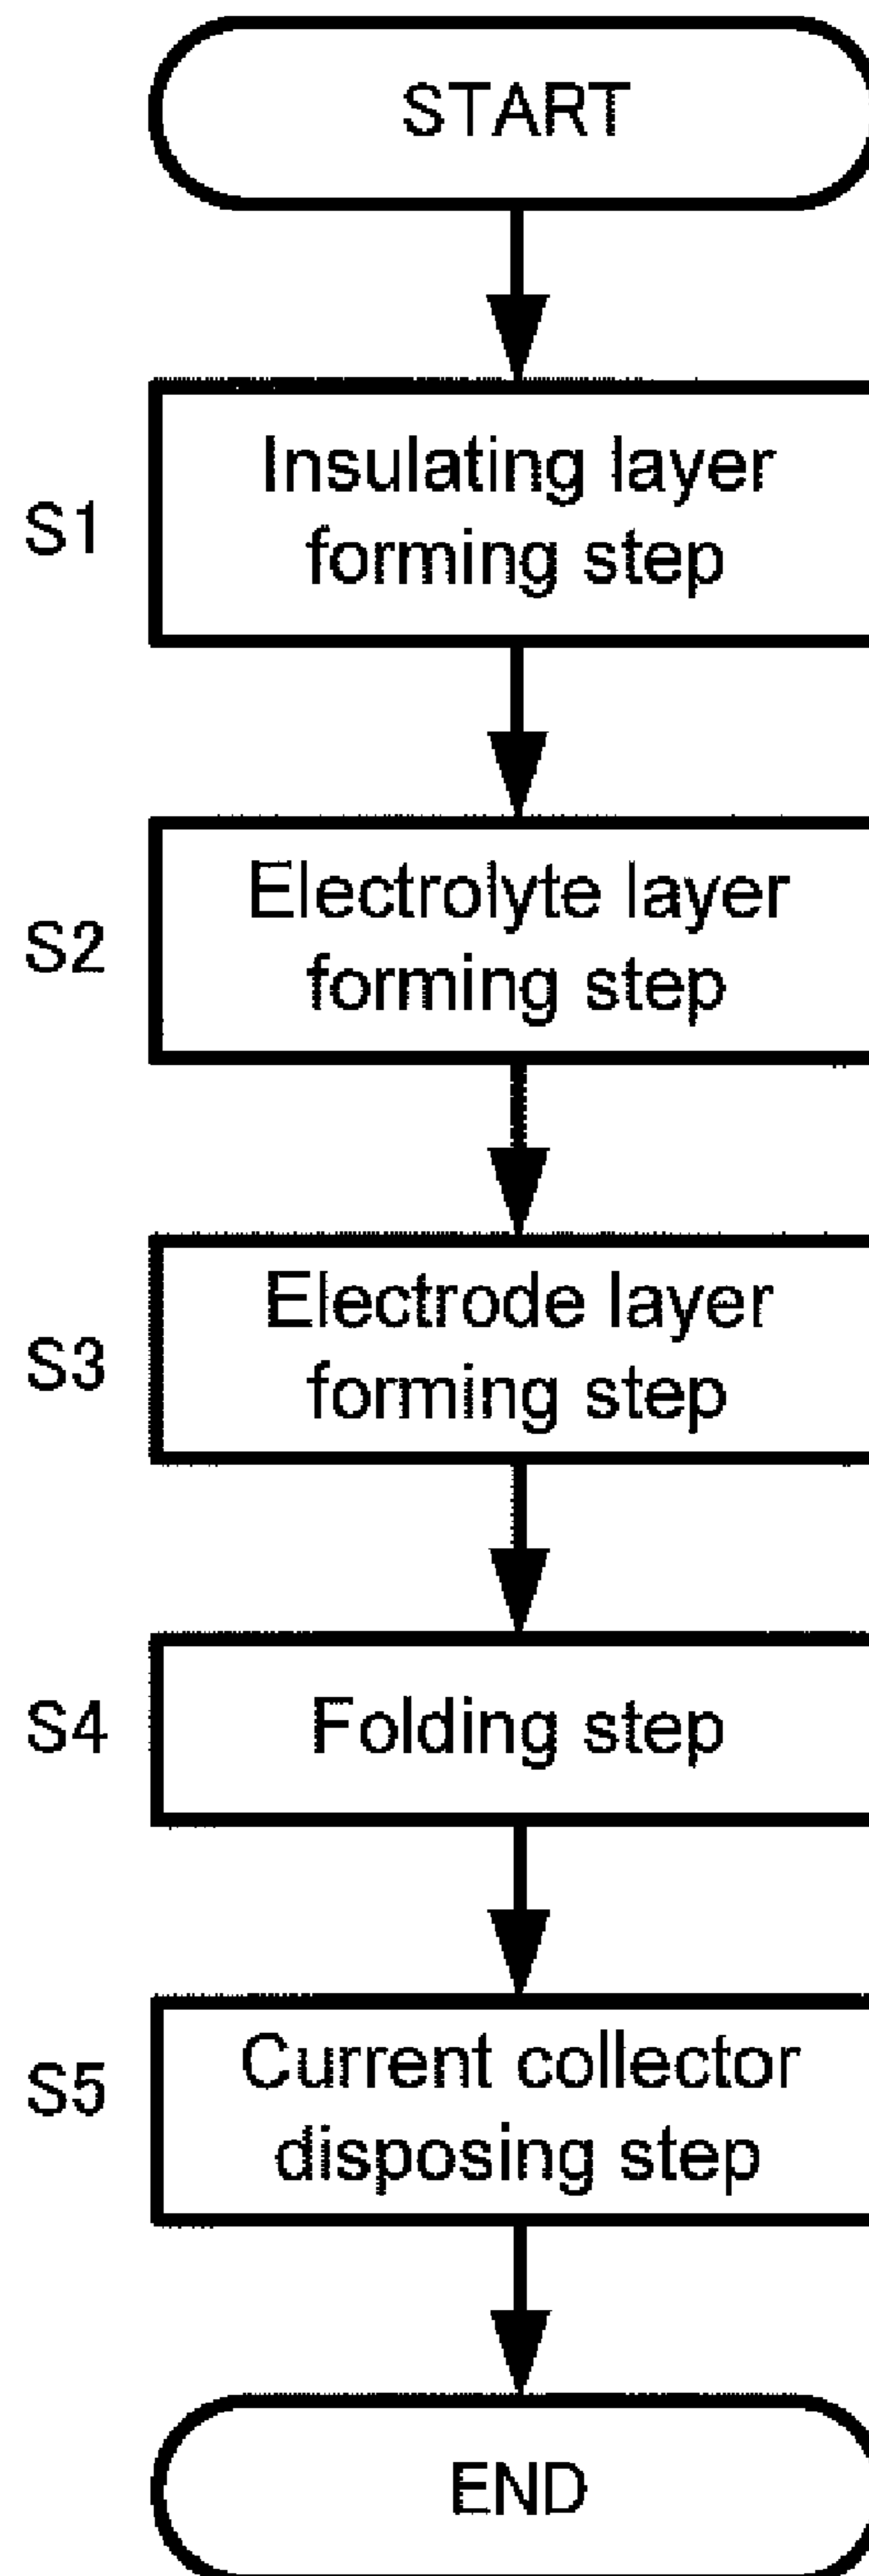 START
S1
Insulating layer
forming step
S2
Electrolyte layer
forming step
S3
Electrode layer
forming step
S4
Folding step
S5
Current collector
disposing step
END